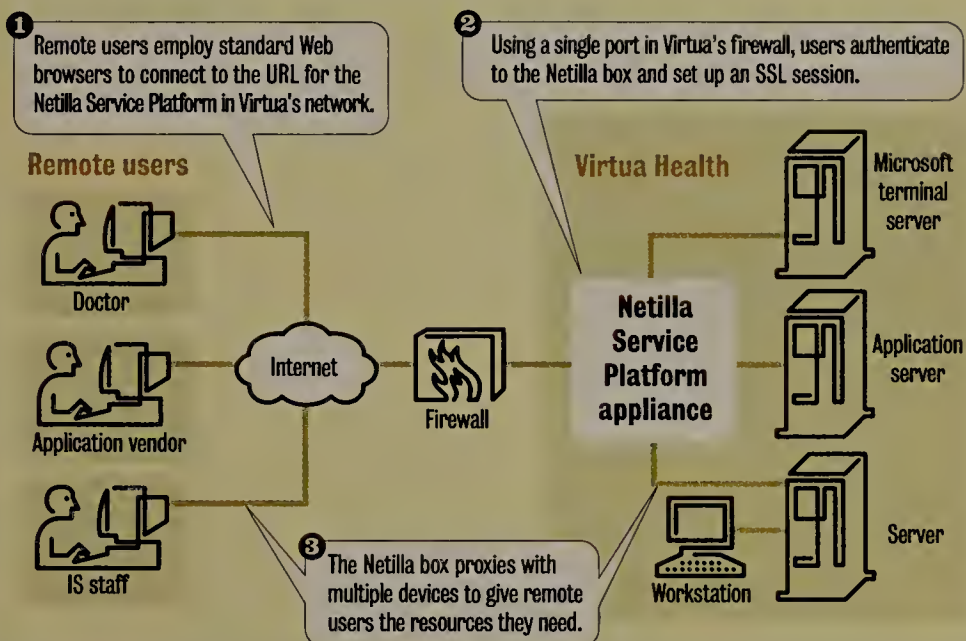 1
Remote users employ standard Web
browsers to connect to the URL for the
Netilla Service Platform in Virtua's network.
2
Using a single port in Virtua's firewall, users authenticate
to the Netilla box and set up an SSL session.
Remote users
Virtua Health
Doctor
Application vendor
IS staff
Internet
Firewall
Netilla
Service
Platform
appliance
Microsoft
terminal
server
Application
server
Server
Workstation
3
The Netilla box proxies with
multiple devices to give remote
users the resources they need.